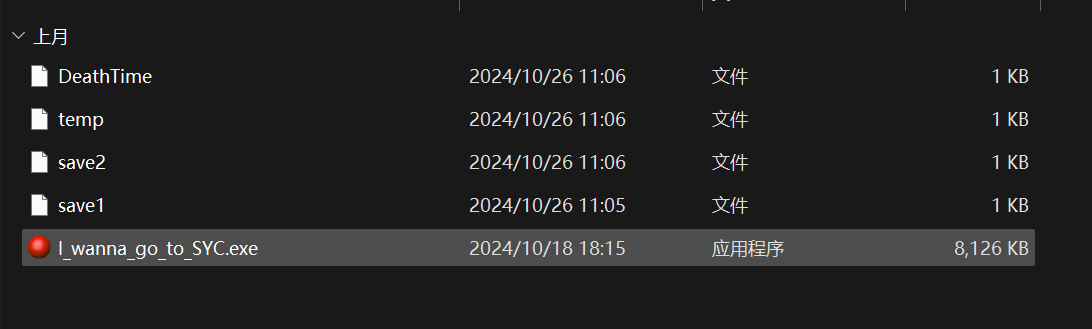 上月
DeathTime 2024/10/26 11:06 文件 1 KB
temp 2024/10/26 11:06 文件 1 KB
save2 2024/10/26 11:06 文件 1 KB
save1 2024/10/26 11:05 文件 1 KB
I_wanna_go_to_SYC.exe 2024/10/18 18:15 应用程序 8,126 KB